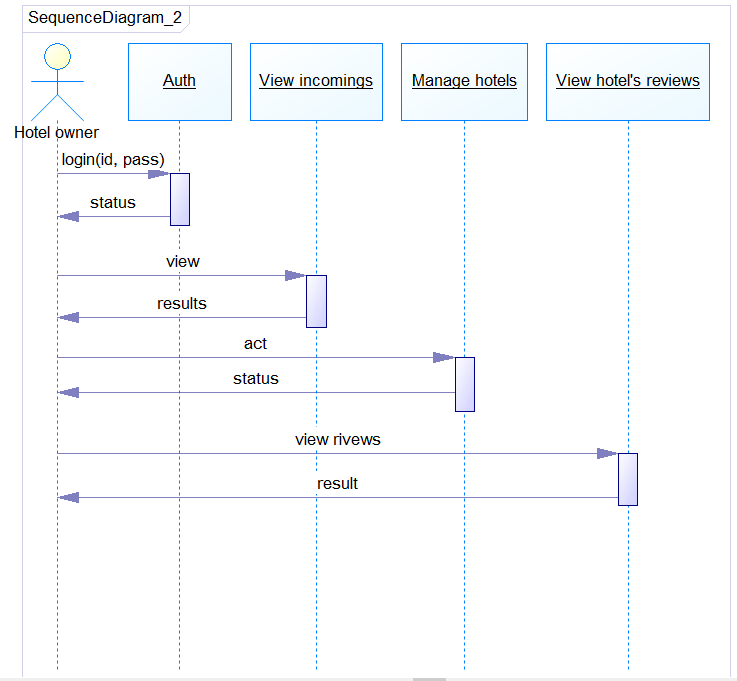 SequenceDiagram_2
Auth
View incomings
Manage hotels
View hotel's reviews
Hotel owner
login(id, pass)
status
view
results
act
status
view rivews
result